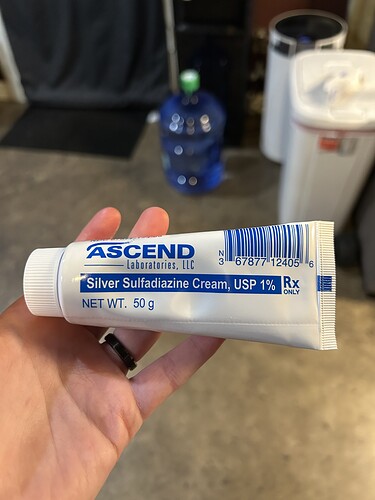 ASCEND
Laboratories, LLC
Silver Sulfadiazine Cream, USP 1%
NET WT. 50 g
Rx
ONLY
N
3 67877 12405 6